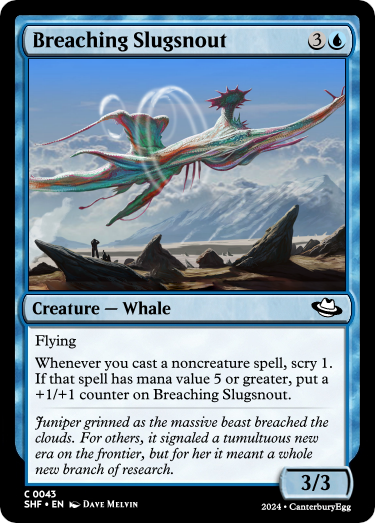 Breaching Slugsnout 3
Creature — Whale
Flying
Whenever you cast a noncreature spell, scry 1.
If that spell has mana value 5 or greater, put a
+1/+1 counter on Breaching Slugsnout.
Juniper grinned as the massive beast breached the
clouds. For others, it signaled a tumultuous new
era on the frontier, but for her it meant a whole
new branch of research.
3/3
C 0043
SHF • EN Dave Melvin
2024 • CanterburyEgg